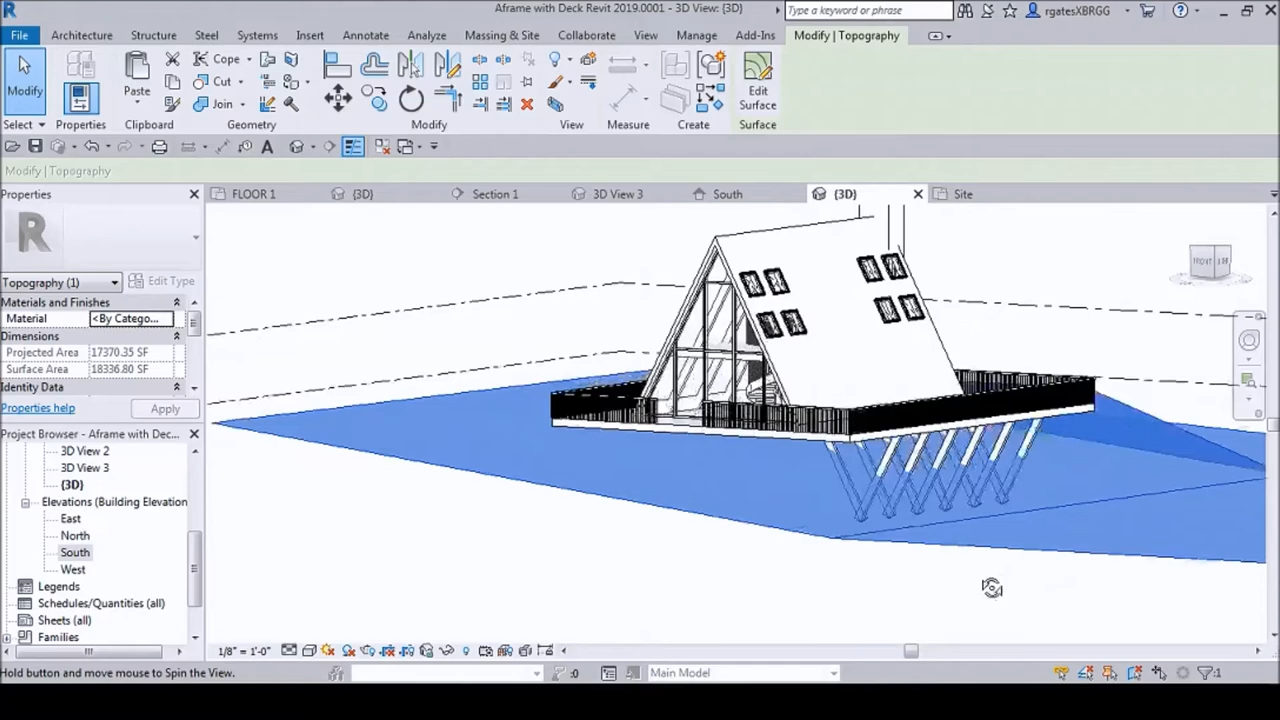 Aframe with Deck Revit 2019.0001 - 3D View: {3D}
Type a keyword or phrase
rgatesXBRGG
File Architecture Structure Steel Systems Insert Annotate Analyze Massing & Site Collaborate View Manage Add-Ins Modify | Topography
Modify
Paste
Cope
Cut
Join
Edit
Surface
Select Properties Clipboard Geometry Modify View Measure Create Surface
Modify | Topography
Properties
FLOOR 1 {3D} Section 1 3D View 3 South {3D} Site
Topography (1) Edit Type
Materials and Finishes
Material <By Catego...
Dimensions
Projected Area 17370.35 SF
Surface Area 18336.80 SF
Identity Data
Properties help Apply
Project Browser - Aframe with Dec...
3D View 2
3D View 3
{3D}
Elevations (Building Elevation
East
North
South
West
Legends
Schedules/Quantities (all)
Sheets (all)
Families
FRONT
1/8" = 1'-0"
Hold button and move mouse to Spin the View.
:0
Main Model
:1